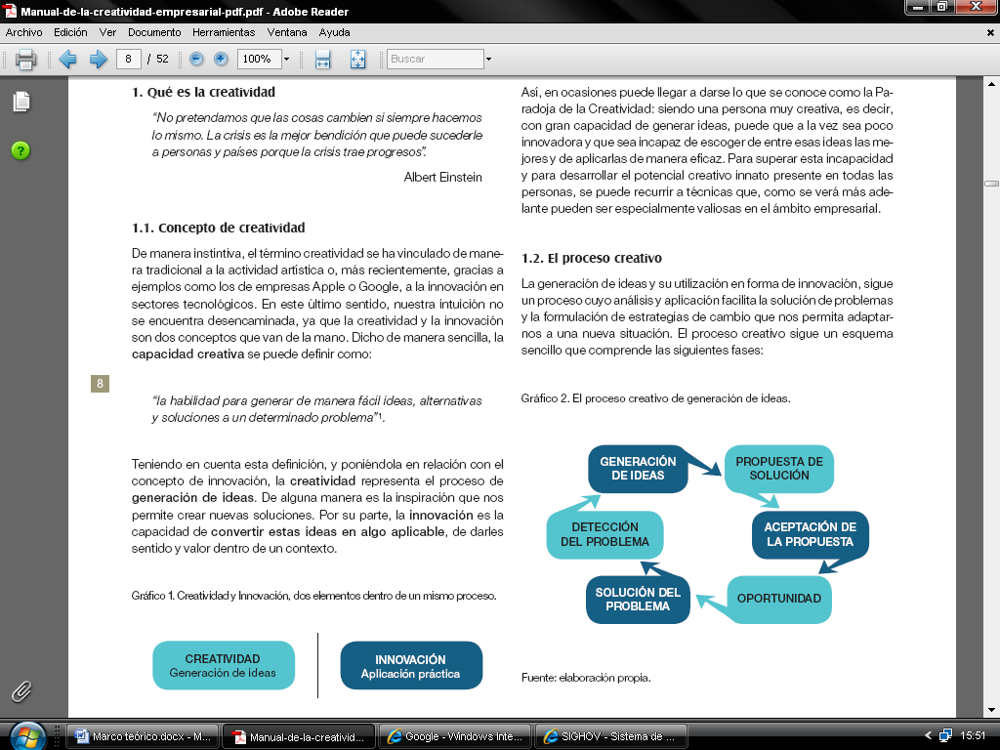 Manual-de-la-creatividad-empresarial-pdf.pdf - Adobe Reader
Archivo Edición Ver Documento Herramientas Ventana Ayuda
8 / 52 100% Buscar
1. Qué es la creatividad
“No pretendamos que las cosas cambien si siempre hacemos
lo mismo. La crisis es la mejor bendición que puede sucederle
a personas y países porque la crisis trae progresos”.
Albert Einstein
1.1. Concepto de creatividad
De manera instintiva, el término creatividad se ha vinculado de mane-
ra tradicional a la actividad artística o, más recientemente, gracias a
ejemplos como los de empresas Apple o Google, a la innovación en
sectores tecnológicos. En este último sentido, nuestra intuición no
se encuentra desencaminada, ya que la creatividad y la innovación
son dos conceptos que van de la mano. Dicho de manera sencilla, la
capacidad creativa se puede definir como:
8
“la habilidad para generar de manera fácil ideas, alternativas
y soluciones a un determinado problema”¹.
Teniendo en cuenta esta definición, y poniéndola en relación con el
concepto de innovación, la creatividad representa el proceso de
generación de ideas. De alguna manera es la inspiración que nos
permite crear nuevas soluciones. Por su parte, la innovación es la
capacidad de convertir estas ideas en algo aplicable, de darles
sentido y valor dentro de un contexto.
Gráfico 1. Creatividad y Innovación, dos elementos dentro de un mismo proceso.
CREATIVIDAD
Generación de ideas
INNOVACIÓN
Aplicación práctica
Así, en ocasiones puede llegar a darse lo que se conoce como la Pa-
radoja de la Creatividad: siendo una persona muy creativa, es decir,
con gran capacidad de generar ideas, puede que a la vez sea poco
innovadora y que sea incapaz de escoger de entre esas ideas las me-
jores y de aplicarlas de manera eficaz. Para superar esta incapacidad
y para desarrollar el potencial creativo innato presente en todas las
personas, se puede recurrir a técnicas que, como se verá más ade-
lante pueden ser especialmente valiosas en el ámbito empresarial.
1.2. El proceso creativo
La generación de ideas y su utilización en forma de innovación, sigue
un proceso cuyo análisis y aplicación facilita la solución de problemas
y la formulación de estrategias de cambio que nos permita adaptar-
nos a una nueva situación. El proceso creativo sigue un esquema
sencillo que comprende las siguientes fases:
Gráfico 2. El proceso creativo de generación de ideas.
GENERACIÓN
DE IDEAS
PROPUESTA DE
SOLUCIÓN
ACEPTACIÓN DE
LA PROPUESTA
OPORTUNIDAD
SOLUCIÓN DEL
PROBLEMA
DETECCIÓN
DEL PROBLEMA
Fuente: elaboración propia.
Marco teórico.docx - M... Manual-de-la-creativid... Google - Windows Inte... SIGHOV - Sistema de ... 15:51